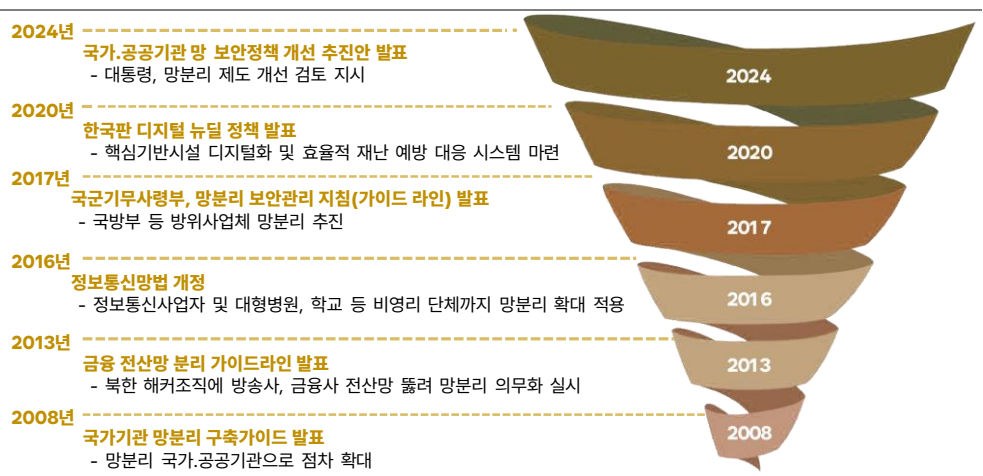 2024년
국가.공공기관 망 보안정책 개선 추진안 발표
- 대통령, 망분리 제도 개선 검토 지시
2024
2020년
한국판 디지털 뉴딜 정책 발표
- 핵심기반시설 디지털화 및 효율적 재난 예방 대응 시스템 마련
2020
2017년
국군기무사령부, 망분리 보안관리 지침(가이드 라인) 발표
- 국방부 등 방위사업체 망분리 추진
2017
2016년
정보통신망법 개정
- 정보통신사업자 및 대형병원, 학교 등 비영리 단체까지 망분리 확대 적용
2016
2013년
금융 전산망 분리 가이드라인 발표
- 북한 해커조직에 방송사, 금융사 전산망 뚫려 망분리 의무화 실시
2013
2008년
국가기관 망분리 구축가이드 발표
- 망분리 국가.공공기관으로 점차 확대
2008